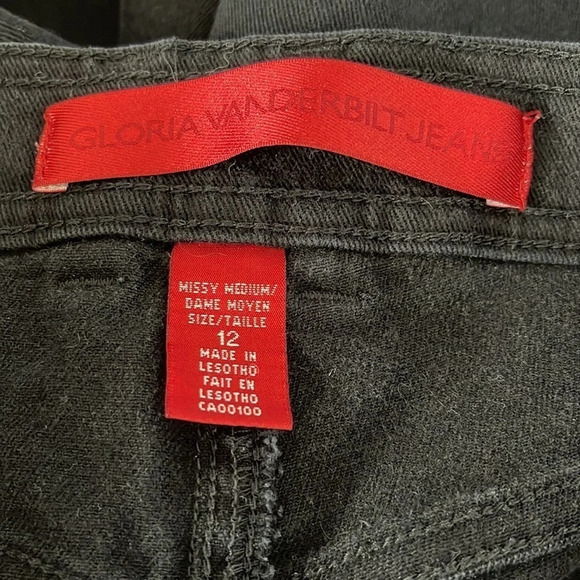 GLORIA VANDERBILT JEANS
MISSY MEDIUM/
DAME MOYEN
SIZE/TAILLE
12
MADE IN
LESOTHO
FAIT EN
LESOTHO
CA00100